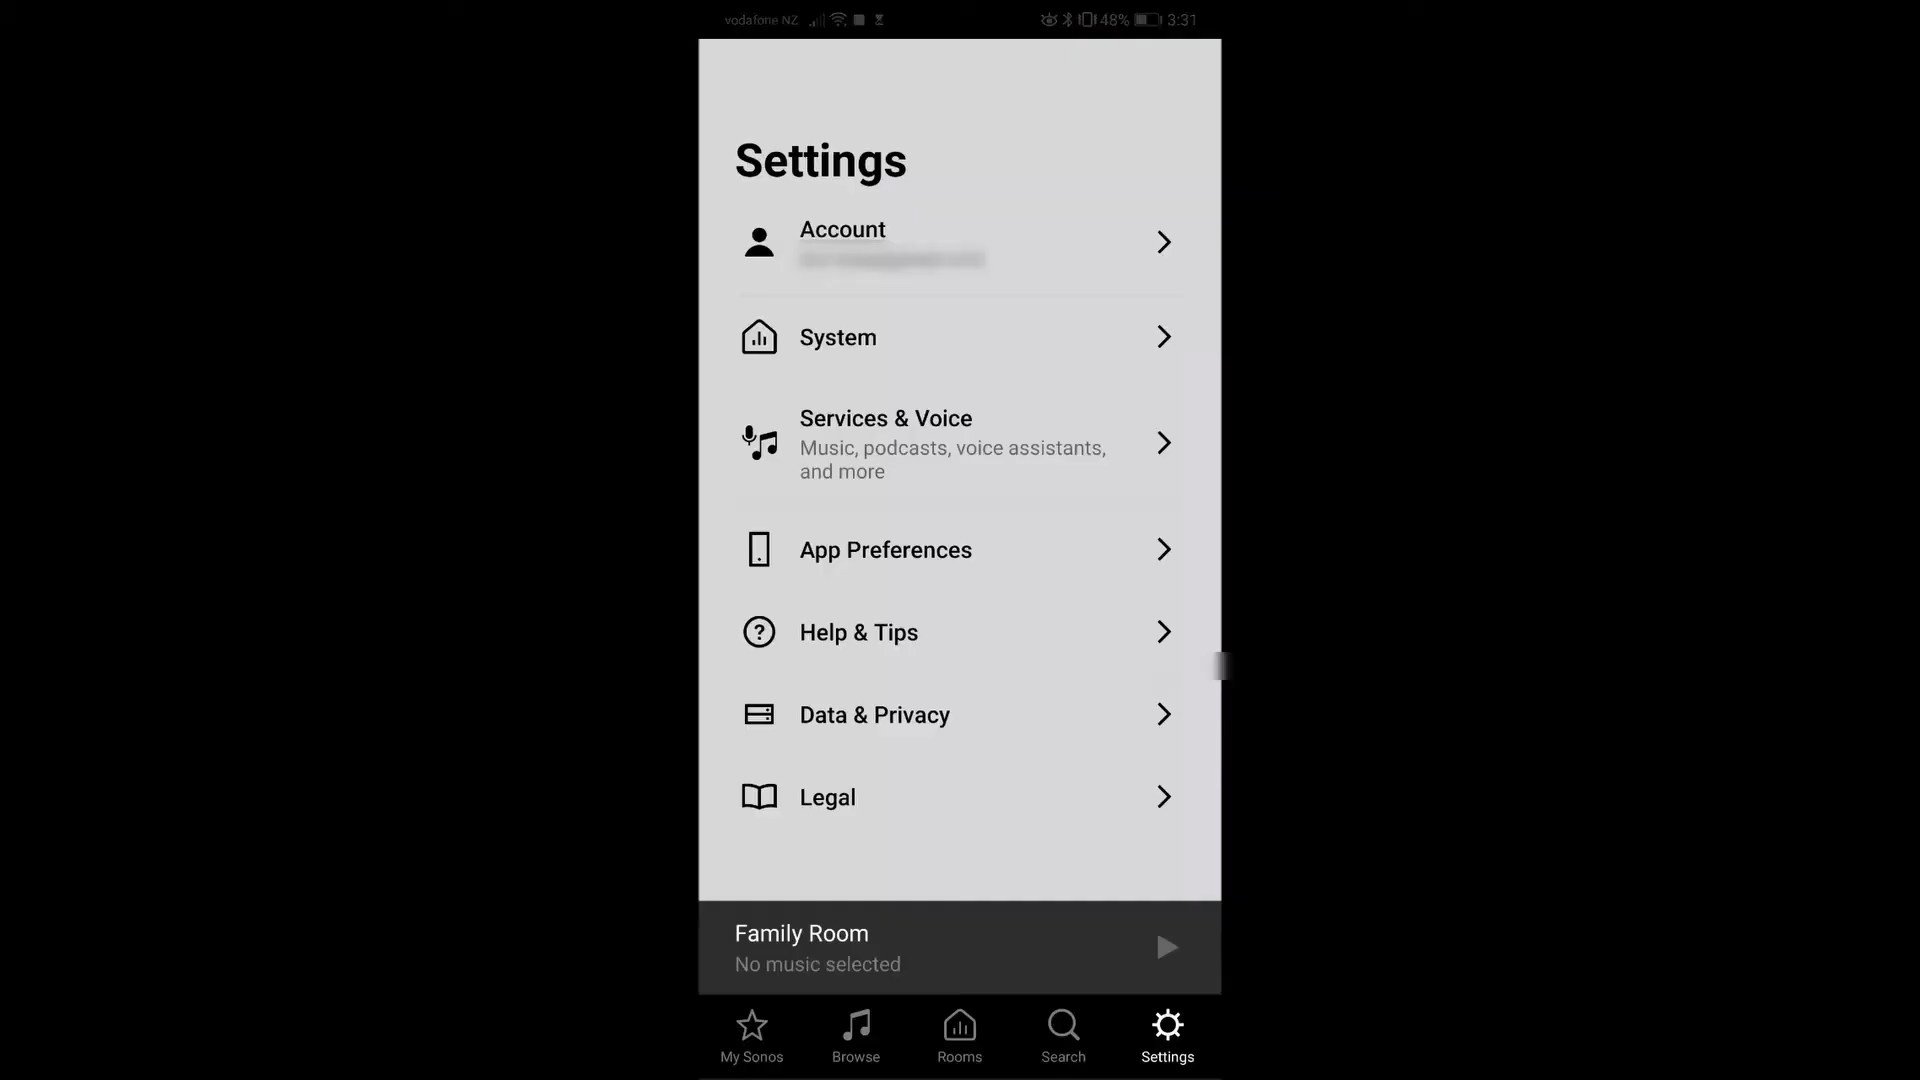 vodafone NZ
48% 3:31
Settings
Account
System
Services & Voice
Music, podcasts, voice assistants,
and more
App Preferences
Help & Tips
Data & Privacy
Legal
Family Room
No music selected
My Sonos
Browse
Rooms
Search
Settings